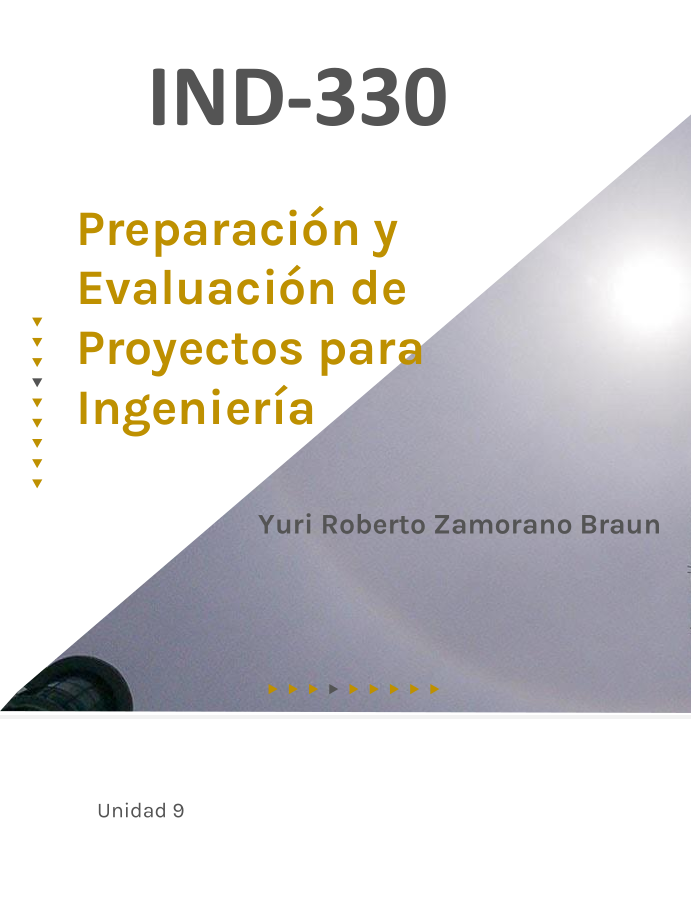 IND-330
Preparación y
Evaluación de
Proyectos para
Ingeniería
Yuri Roberto Zamorano Braun
Unidad 9